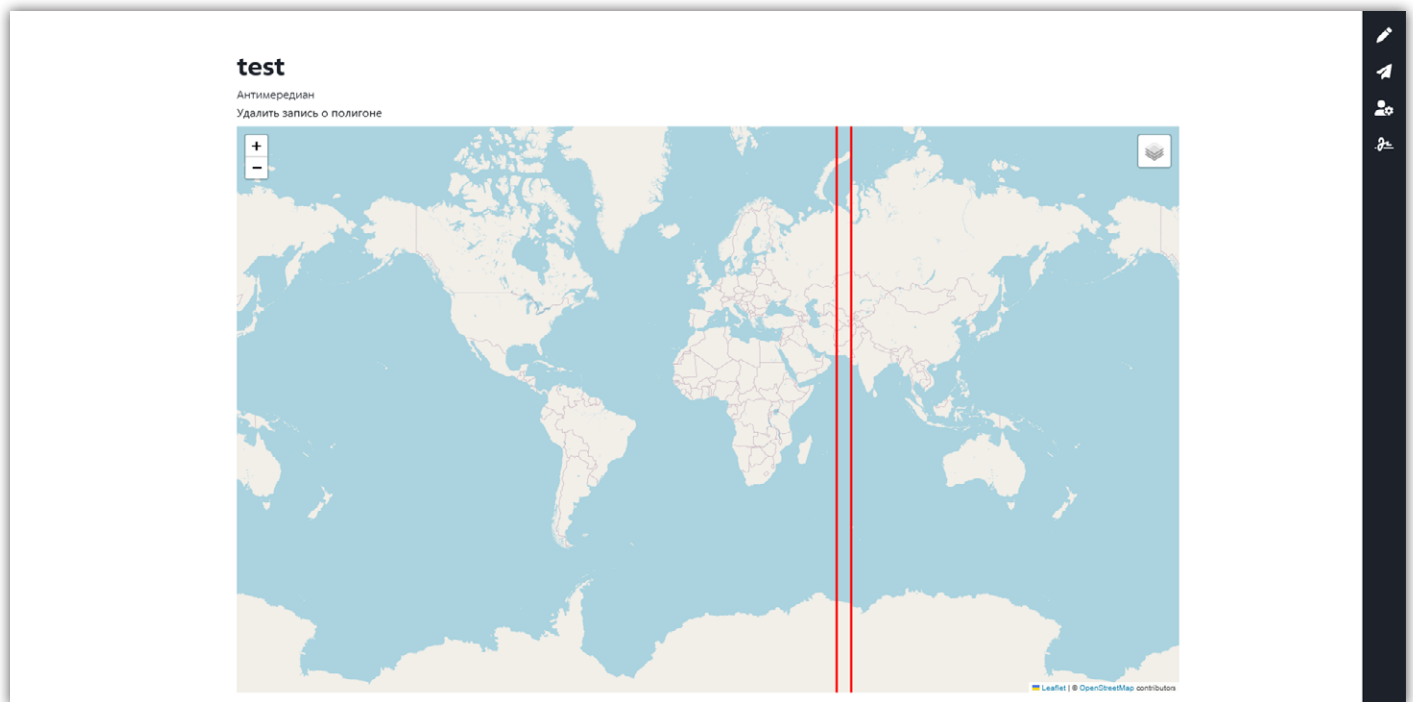 test
Антимередиан
Удалить запись о полигоне
+
−
Leaflet | © OpenStreetMap contributors